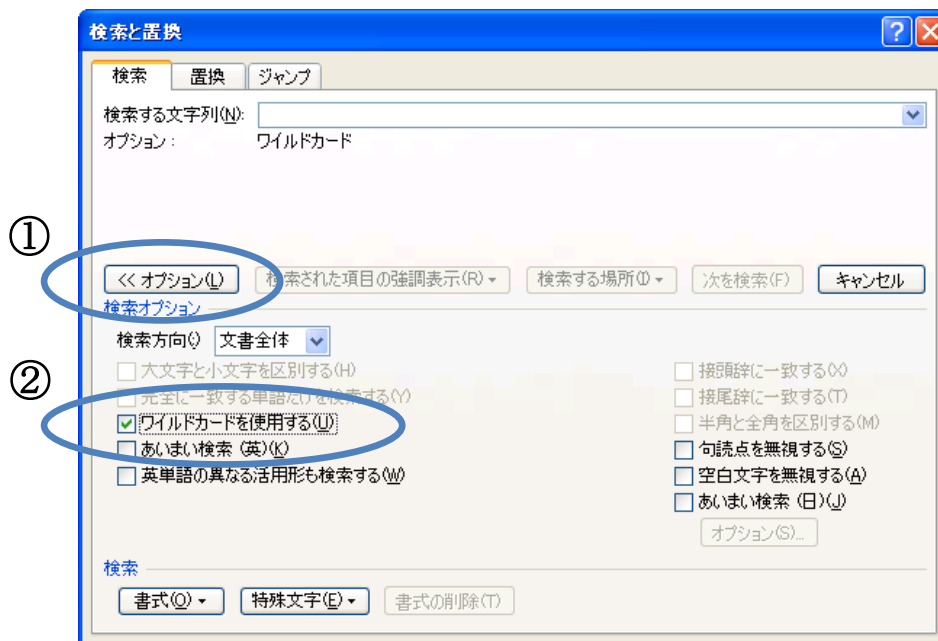 検索と置換
検索 置換 ジャンプ
検索する文字列(N):
オプション: ワイルドカード
①
<< オプション(L) 検索された項目の強調表示(R) 検索する場所(I) 次を検索(F) キャンセル
検索オプション
検索方向(:) 文書全体
②
大文字と小文字を区別する(H) 接頭辞に一致する(X)
完全に一致する単語だけを検索する(Y) 接尾辞に一致する(T)
ワイルドカードを使用する(U) 半角と全角を区別する(M)
あいまい検索 (英)(K) 句読点を無視する(S)
英単語の異なる活用形も検索する(W) 空白文字を無視する(A)
あいまい検索 (日)(J)
オプション(S)...
検索
書式(O) 特殊文字(E) 書式の削除(T)